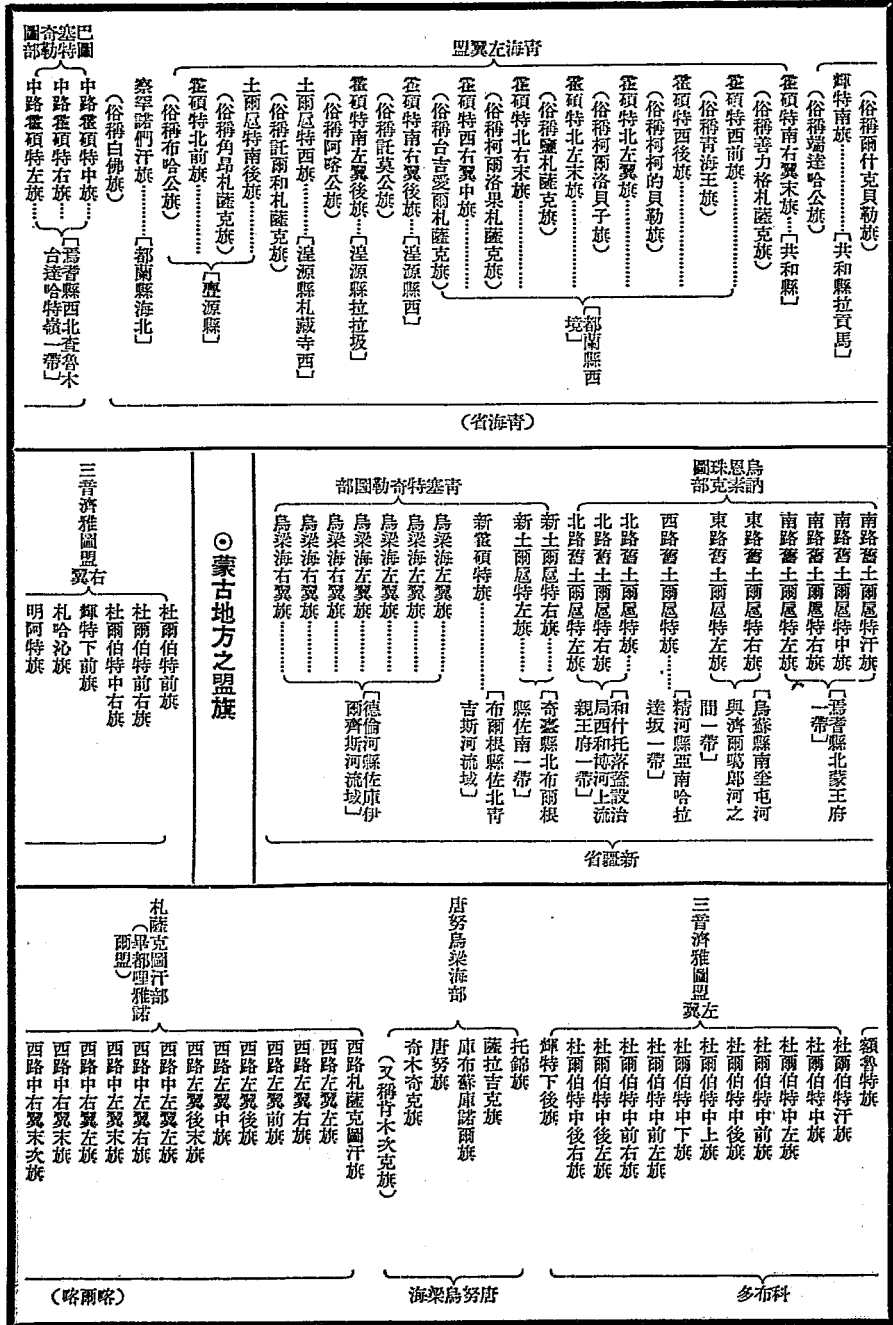 （俗稱爾什克貝勒旗）
輝特南旗………〔共和縣拉貢馬〕
（俗稱端達哈公旗）
青海左翼盟
霍碩特南右翼末旗…〔共和縣〕
（俗稱善力格札薩克旗）
霍碩特西前旗………
（俗稱青海王旗）
霍碩特西後旗………
（俗稱柯柯的貝勒旗）
霍碩特北左翼旗………
（俗稱柯爾洛貝子旗）
霍碩特北左末旗………
（俗稱鹽札薩克旗）
霍碩特北右末旗………
（俗稱柯爾洛果札薩克旗）
霍碩特西右翼中旗………
（俗稱台吉愛爾札薩克旗）
〔都蘭縣西
境〕
霍碩特南右翼後旗…〔湟源縣西〕
（俗稱託莫公旗）
霍碩特南左翼後旗…〔湟源縣拉拉圾〕
（俗稱阿喀公旗）
土爾扈特西旗………〔湟源縣札藏寺西〕
（俗稱託爾和札薩克旗）
土爾扈特南後旗………
（俗稱角昂札薩克旗）
霍碩特北前旗………
（俗稱布哈公旗）
〔亹源縣〕
察罕諾們汗旗………〔都蘭縣海北〕
（俗稱白佛旗）
（青海省）
巴圖
塞特
奇勒
圖部
中路霍碩特中旗…
中路霍碩特右旗…
中路霍碩特左旗…
〔焉耆縣西北查魯木
台達哈特嶺一帶〕
烏訥
恩素
珠克
圖部
南路舊土爾扈特汗旗
南路舊土爾扈特中旗
南路舊土爾扈特右旗
南路舊土爾扈特左旗
〔焉耆縣北蒙王府
一帶〕
東路舊土爾扈特右旗
東路舊土爾扈特左旗
〔烏蘇縣南奎屯河
與濟爾噶郎河之
間一帶〕
西路舊土爾扈特旗……
〔精河縣亞南哈拉
達坂一帶〕
北路舊土爾扈特旗…
北路舊土爾扈特右旗
北路舊土爾扈特左旗
〔和什托落蓋設治
局西和博河上流
親王府一帶〕
青塞特奇勒圖部
新土爾扈特右旗…
新土爾扈特左旗…
〔奇臺縣北布爾根
縣佐南一帶〕
新霍碩特旗………
〔布爾根縣佐北青
吉斯河流域〕
烏梁海左翼旗………
烏梁海左翼旗………
烏梁海左翼旗………
烏梁海左翼旗………
烏梁海右翼旗………
烏梁海右翼旗………
烏梁海右翼旗………
〔德倫河縣佐庫伊
爾齊斯河流域〕
新疆省
⊙蒙古地方之盟旗
三音濟雅圖盟右翼
杜爾伯特前旗
杜爾伯特前右旗
杜爾伯特中右旗
輝特下前旗
札哈沁旗
明阿特旗
額魯特旗
三音濟雅圖盟左翼
杜爾伯特汗旗
杜爾伯特中旗
杜爾伯特中左旗
杜爾伯特中前旗
杜爾伯特中後旗
杜爾伯特中上旗
杜爾伯特中下旗
杜爾伯特中前左旗
杜爾伯特中前右旗
杜爾伯特中後左旗
杜爾伯特中後右旗
輝特下後旗
科布多
唐努烏梁海部
托錦旗
薩拉吉克旗
庫布蘇庫諾爾旗
唐努旗
奇木奇克旗
（又稱肯木次克旗）
唐努烏梁海
札薩克圖汗部
（畢都哩雅諾
爾盟）
西路札薩克圖汗旗
西路左翼左旗
西路左翼右旗
西路左翼前旗
西路左翼後旗
西路左翼中旗
西路左翼後末旗
西路中左翼左旗
西路中左翼右旗
西路中左翼末旗
西路中右翼左旗
西路中右翼末旗
西路中右翼末次旗
（喀爾喀）